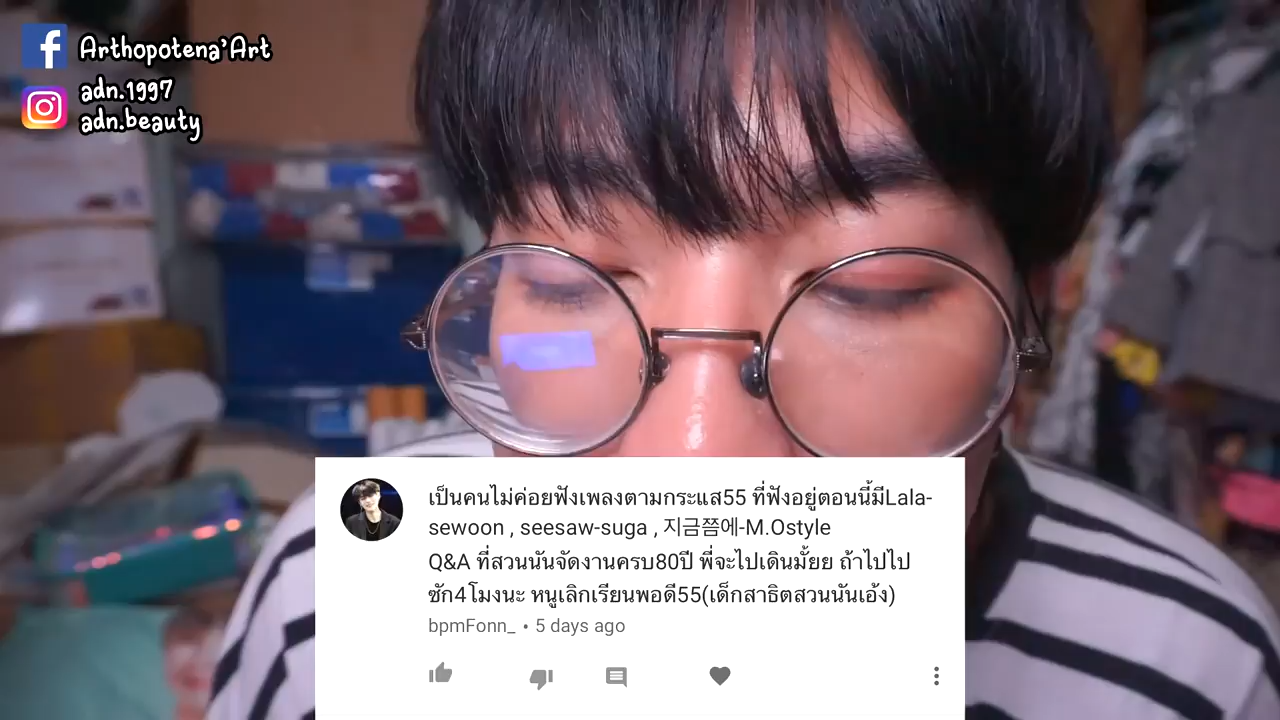 Arthopotena'Art
adn.1997
adn.beauty
เป็นคนไม่ค่อยฟังเพลงตามกระแส55 ที่ฟังอยู่ตอนนี้มีLala-
sewoon , seesaw-suga , 지금쯤에-M.Ostyle
Q&A ที่สวนนันจัดงานครบ80ปี พี่จะไปเดินมั้ยย ถ้าไปไป
ซัก4โมงนะ หนูเลิกเรียนพอดี55(เด็กสาธิตสวนนันเอ้ง)
bpmFonn_ • 5 days ago